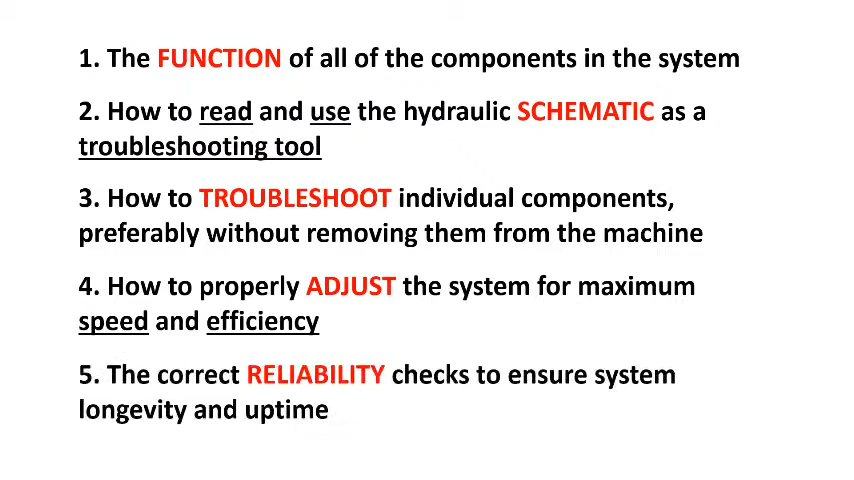 1. The FUNCTION of all of the components in the system
2. How to read and use the hydraulic SCHEMATIC as a
troubleshooting tool
3. How to TROUBLESHOOT individual components,
preferably without removing them from the machine
4. How to properly ADJUST the system for maximum
speed and efficiency
5. The correct RELIABILITY checks to ensure system
longevity and uptime